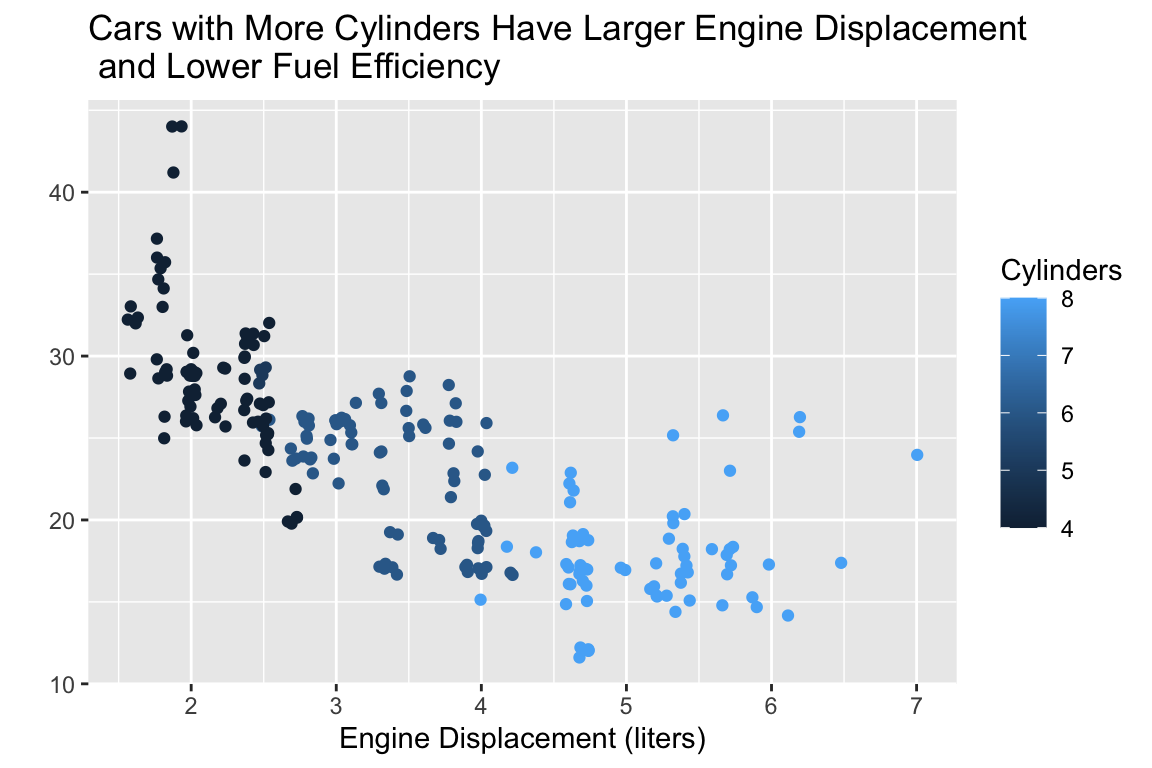 Cars with More Cylinders Have Larger Engine Displacement
and Lower Fuel Efficiency
40
30
20
10
2 3 4 5 6 7
Engine Displacement (liters)
Cylinders
8
7
6
5
4